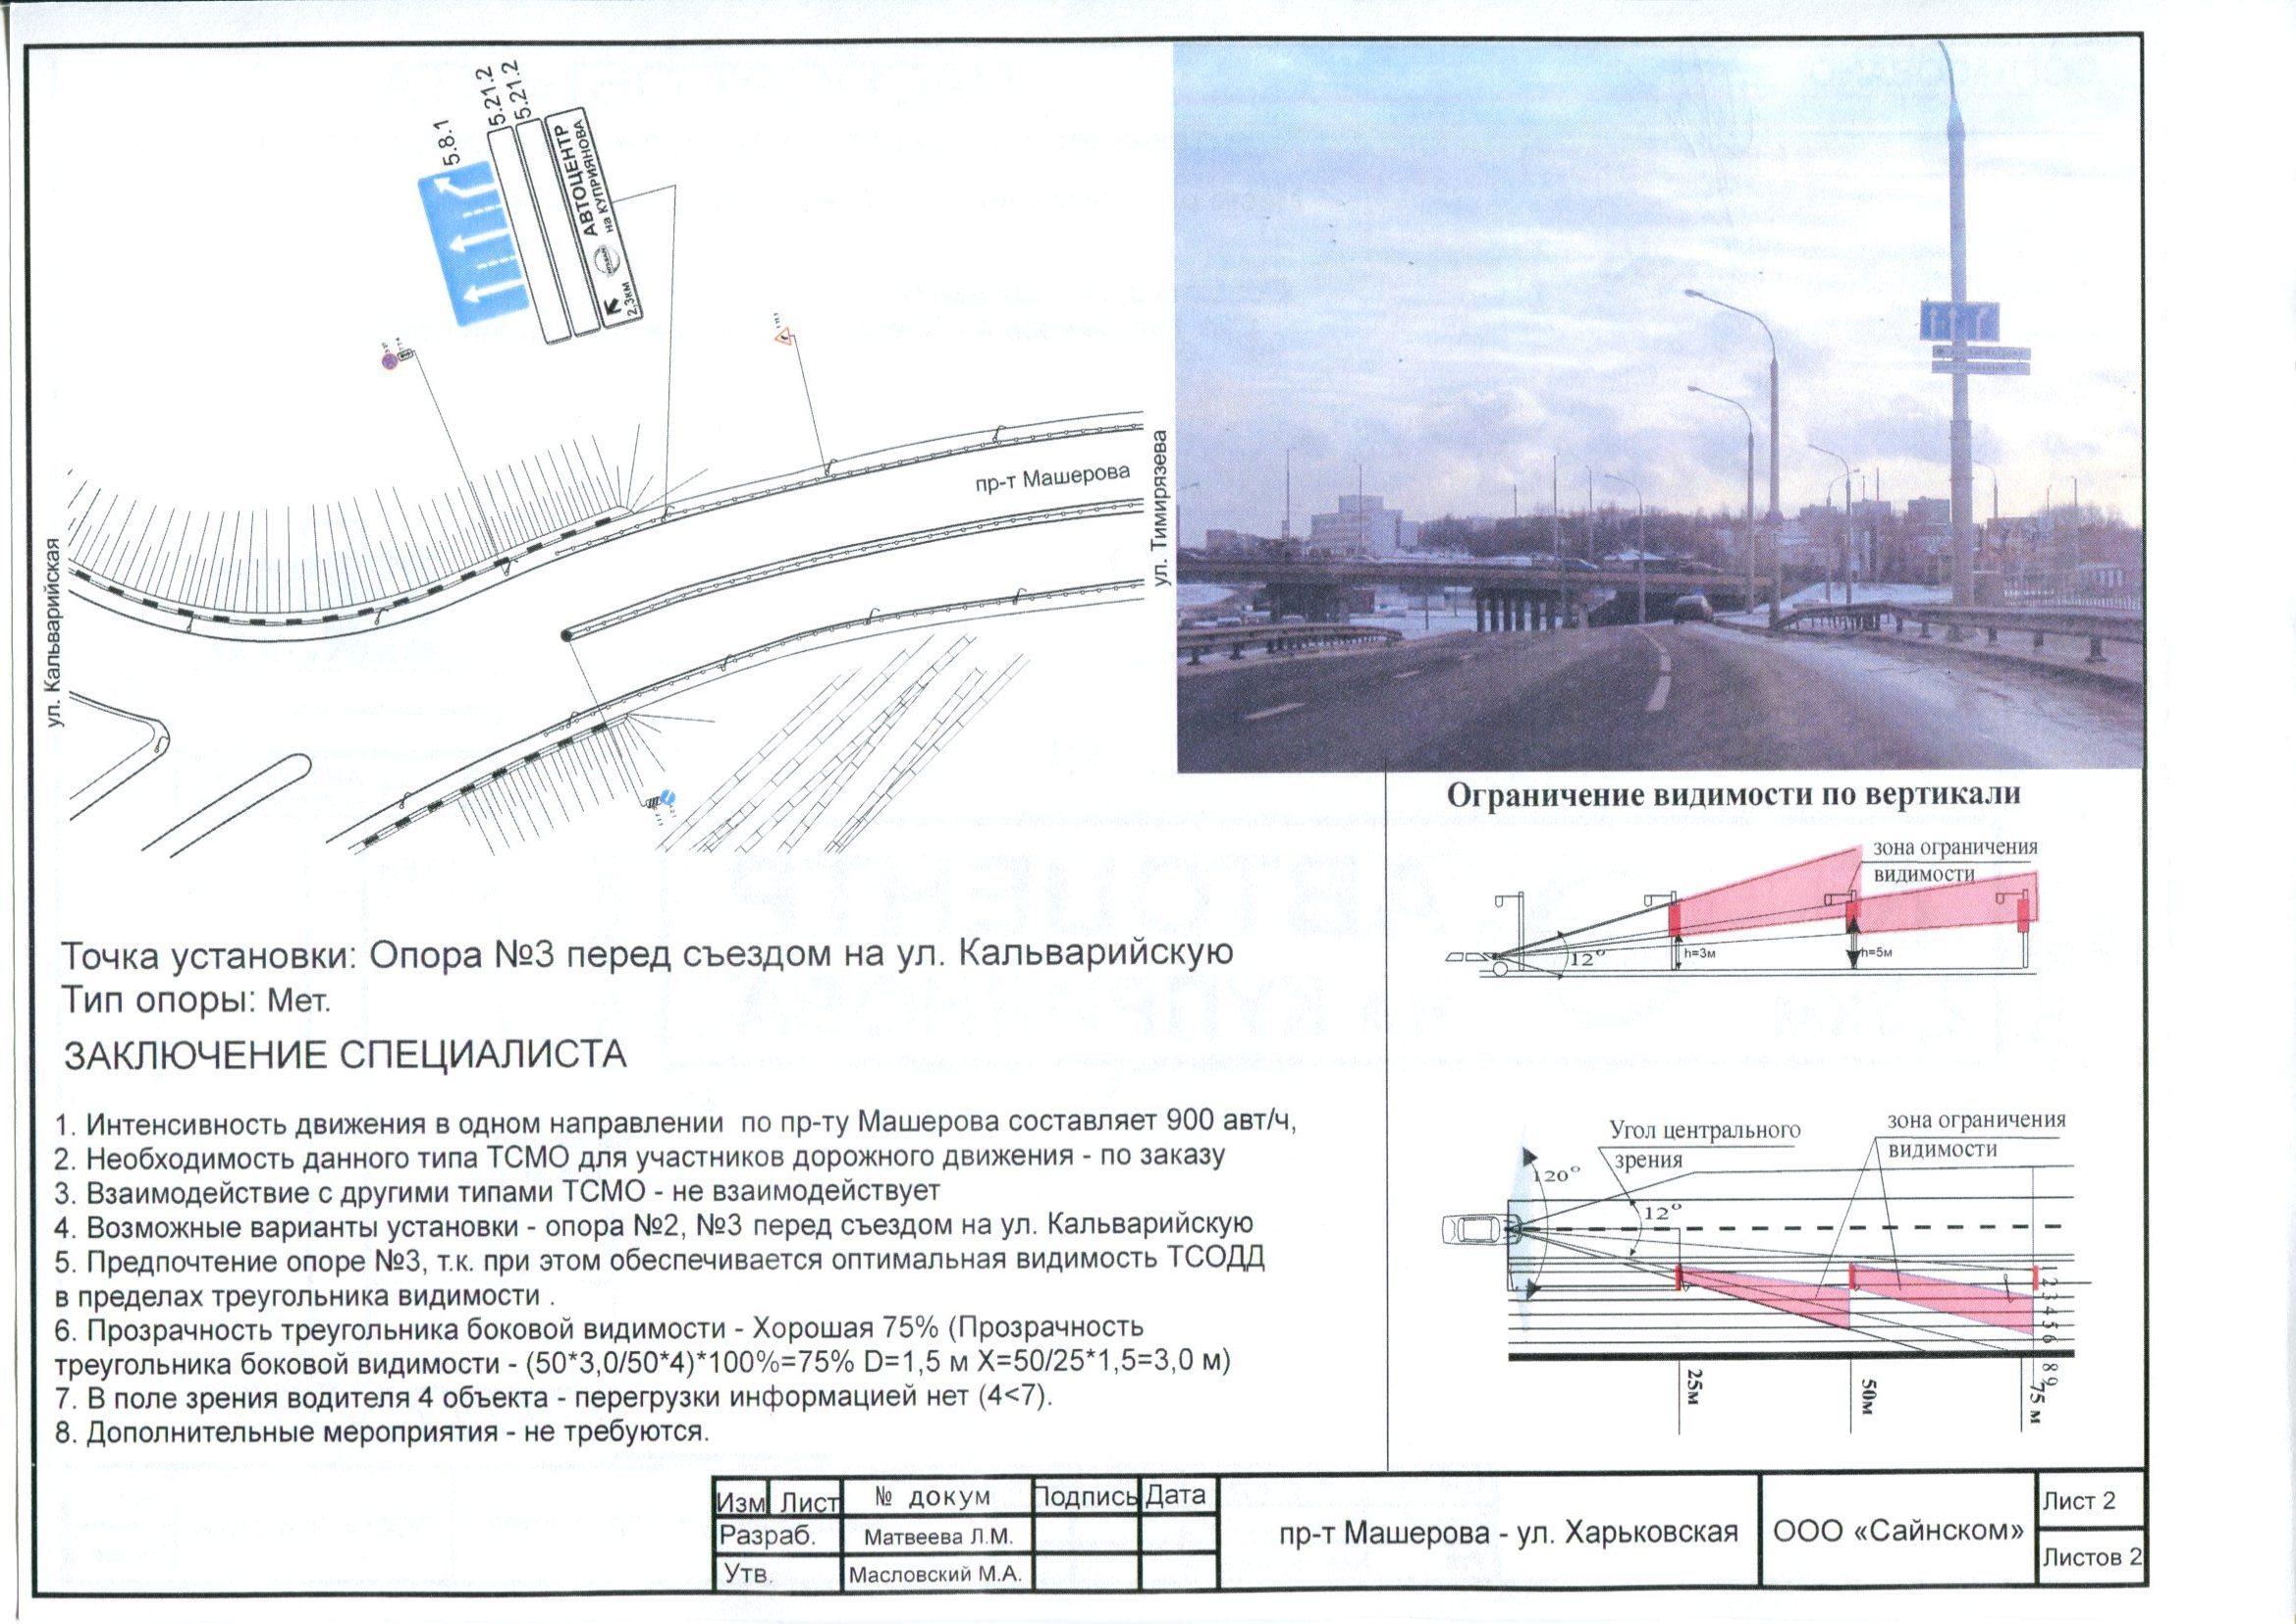 5.8.1
5.21.2
5.21.2
АВТОЦЕНТР
на КУПРИЯНОВА
NISSAN
2,3км
пр-т Машерова
ул. Кальварийская
ул. Тимирязева
Точка установки: Опора №3 перед съездом на ул. Кальварийскую
Тип опоры: Мет.
ЗАКЛЮЧЕНИЕ СПЕЦИАЛИСТА
1. Интенсивность движения в одном направлении по пр-ту Машерова составляет 900 авт/ч,
2. Необходимость данного типа ТСМО для участников дорожного движения - по заказу
3. Взаимодействие с другими типами ТСМО - не взаимодействует
4. Возможные варианты установки - опора №2, №3 перед съездом на ул. Кальварийскую
5. Предпочтение опоре №3, т.к. при этом обеспечивается оптимальная видимость ТСОДД
в пределах треугольника видимости .
6. Прозрачность треугольника боковой видимости - Хорошая 75% (Прозрачность
треугольника боковой видимости - (50*3,0/50*4)*100%=75% D=1,5 м X=50/25*1,5=3,0 м)
7. В поле зрения водителя 4 объекта - перегрузки информацией нет (4<7).
8. Дополнительные мероприятия - не требуются.
Ограничение видимости по вертикали
зона ограничения
видимости
12°
h=3м
h=5м
Угол центрального
зрения
зона ограничения
видимости
120°
12°
1 2 3 4 5 6
8 9
25м
50м
75 м
Изм Лист № докум Подпись Дата
Разраб. Матвеева Л.М.
Утв. Масловский М.А.
пр-т Машерова - ул. Харьковская
ООО «Сайнском»
Лист 2
Листов 2